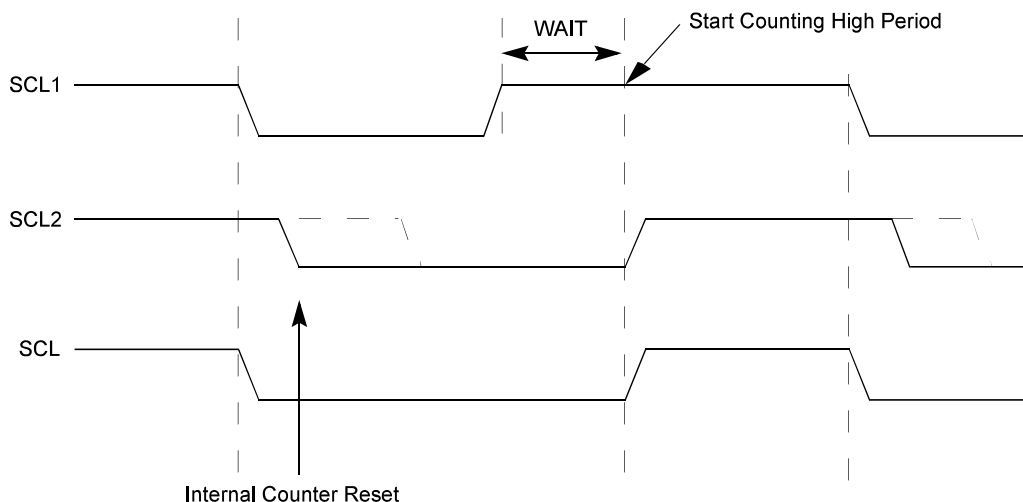 WAIT
Start Counting High Period
SCL1
SCL2
SCL
Internal Counter Reset